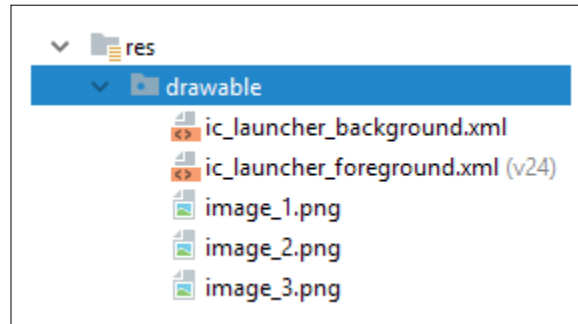 res
drawable
ic_launcher_background.xml
ic_launcher_foreground.xml (v24)
image_1.png
image_2.png
image_3.png